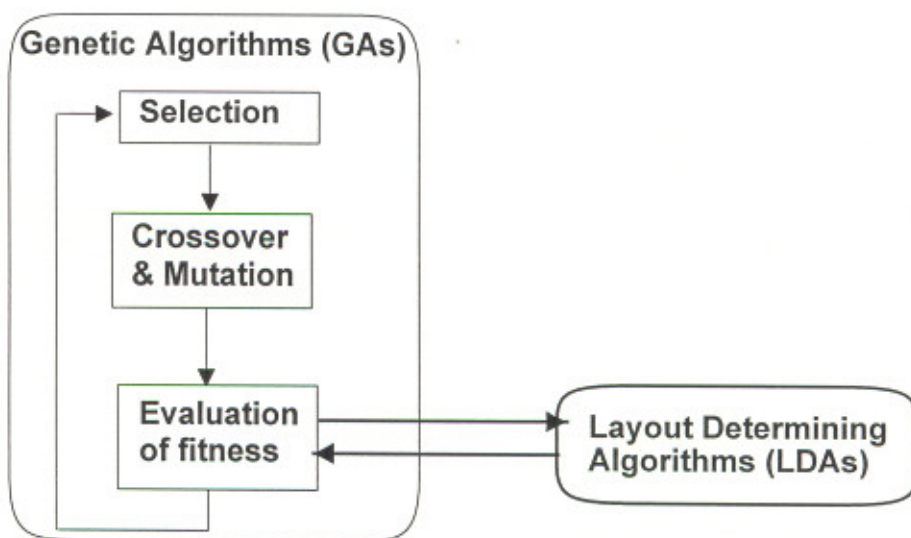 Genetic Algorithms (GAs)
Selection
Crossover
& Mutation
Evaluation
of fitness
Layout Determining
Algorithms (LDAs)